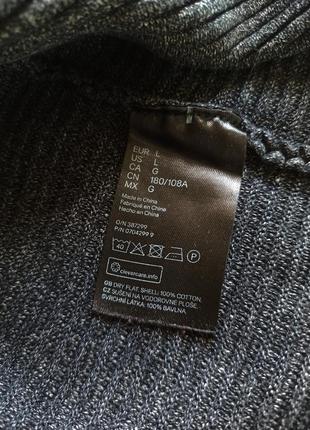 EUR L
US L
CA G
CN 180/108A
MX G
Made in China
Fabriqué en Chine
Hecho en China
O/N 387299
P/N 0704299 9
40
P
clevercare.info
GB DRY FLAT. SHELL: 100% COTTON.
CZ SUŠENÍ NA VODOROVNÉ PLOŠE.
SVRCHNÍ LÁTKA: 100% BAVLNA.